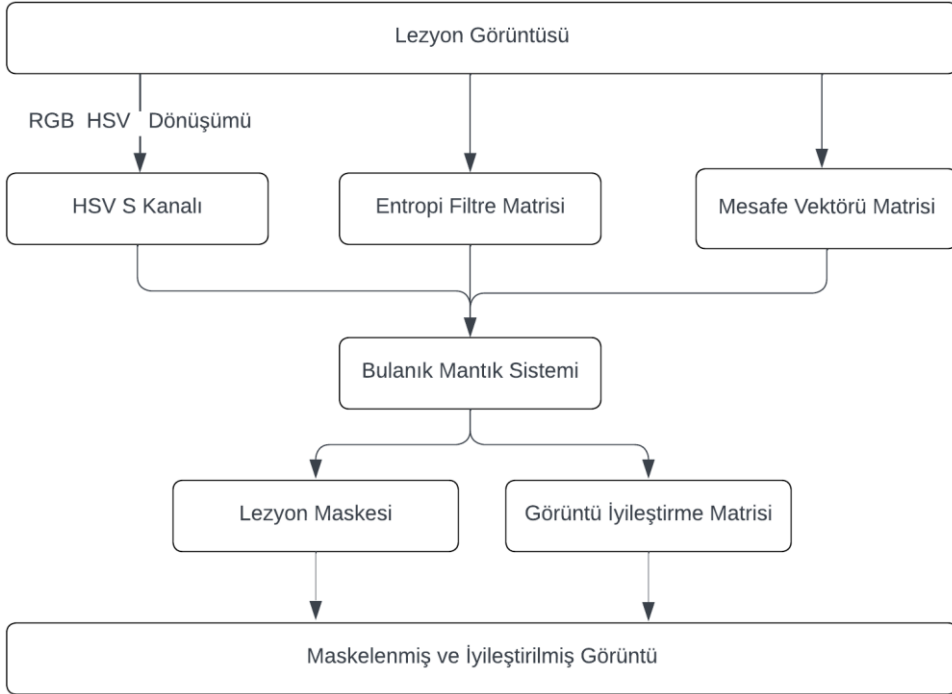 Lezyon Görüntüsü
RGB HSV Dönüşümü
HSV S Kanalı
Entropi Filtre Matrisi
Mesafe Vektörü Matrisi
Bulanık Mantık Sistemi
Lezyon Maskesi
Görüntü İyileştirme Matrisi
Maskelenmiş ve İyileştirilmiş Görüntü